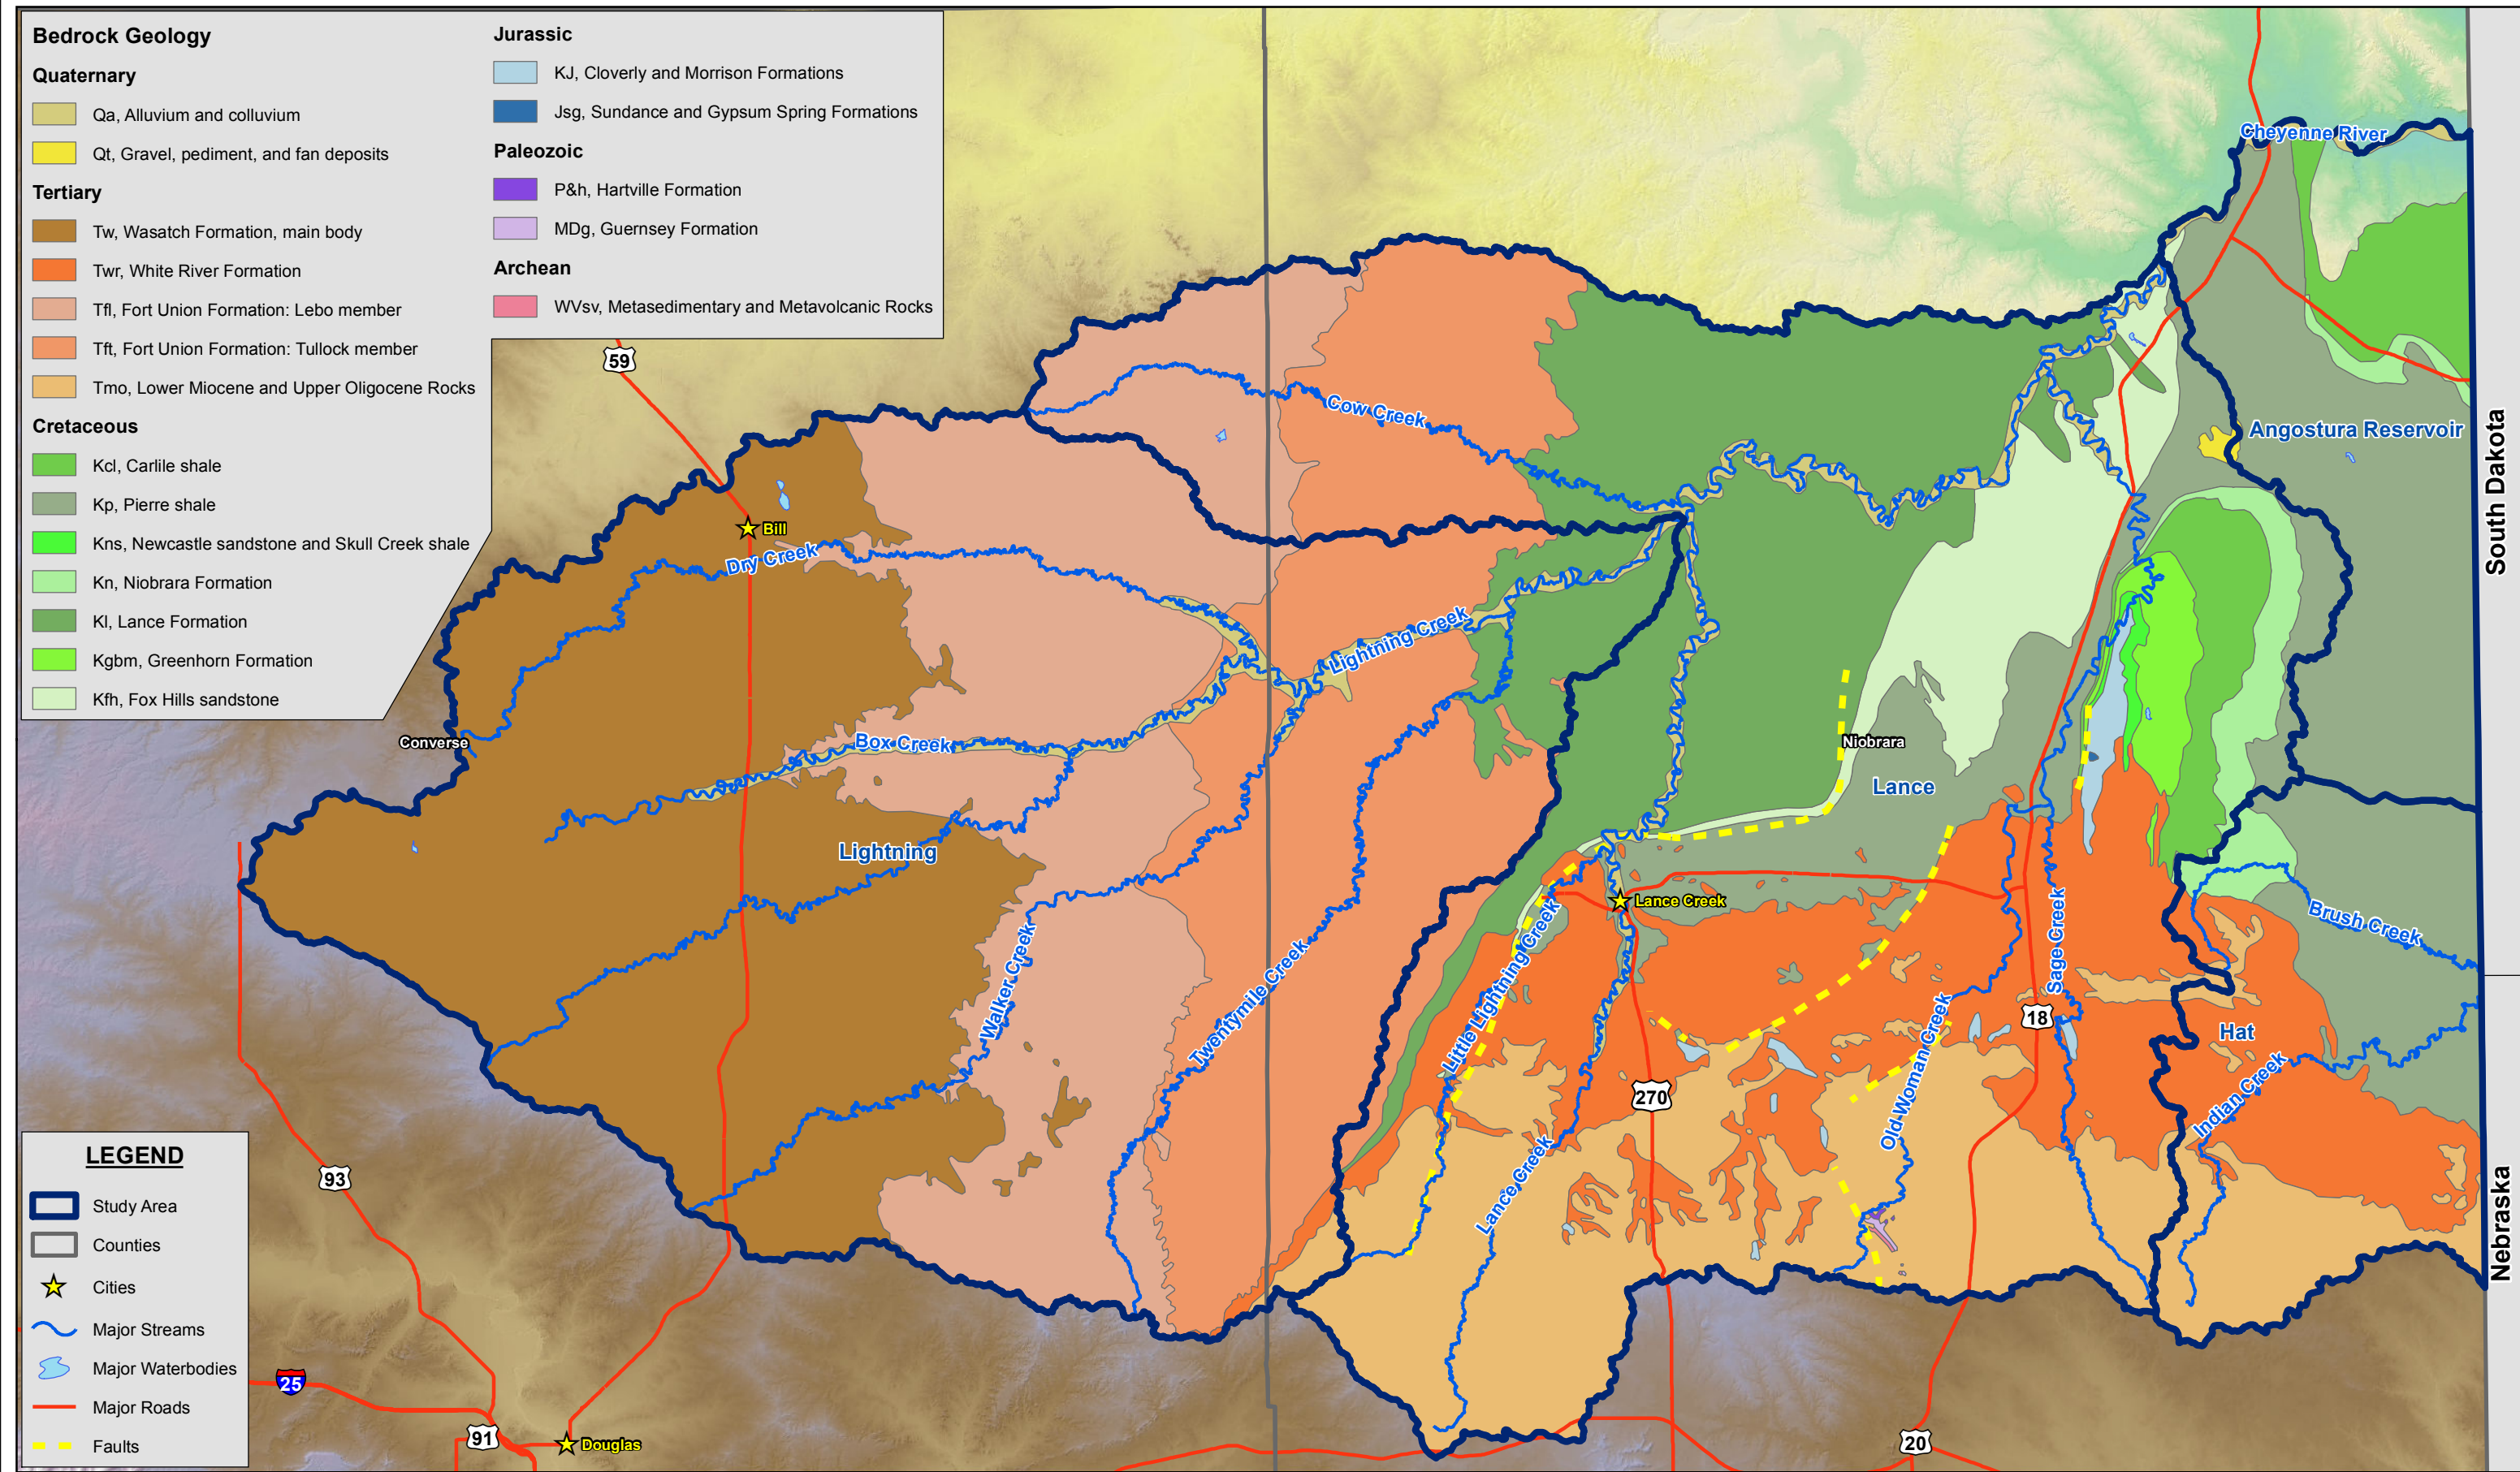 Bedrock Geology
Quaternary
Qa, Alluvium and colluvium
Qt, Gravel, pediment, and fan deposits
Tertiary
Tw, Wasatch Formation, main body
Twr, White River Formation
Tfl, Fort Union Formation: Lebo member
Tft, Fort Union Formation: Tullock member
Tmo, Lower Miocene and Upper Oligocene Rocks
Cretaceous
Kcl, Carlile shale
Kp, Pierre shale
Kns, Newcastle sandstone and Skull Creek shale
Kn, Niobrara Formation
Kl, Lance Formation
Kgbm, Greenhorn Formation
Kfh, Fox Hills sandstone
Jurassic
KJ, Cloverly and Morrison Formations
Jsg, Sundance and Gypsum Spring Formations
Paleozoic
P&h, Hartville Formation
MDg, Guernsey Formation
Archean
WVsv, Metasedimentary and Metavolcanic Rocks
Cheyenne River
59
Cow Creek
Angostura Reservoir
South Dakota
Bill
Dry Creek
Lightning Creek
Converse
Box Creek
Niobrara
Lance
Lightning
Lance Creek
Brush Creek
Sage Creek
Walker Creek
Twentymile Creek
Little Lightning Creek
Old Woman Creek
18
Hat
Indian Creek
270
Lance Creek
Nebraska
93
25
91
Douglas
20
LEGEND
Study Area
Counties
Cities
Major Streams
Major Waterbodies
Major Roads
Faults